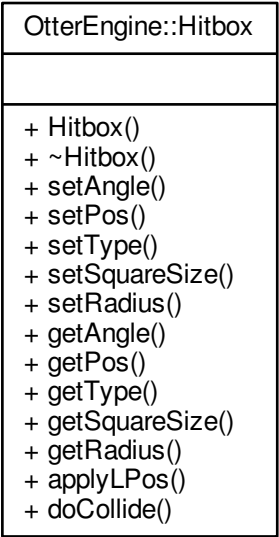 OtterEngine::Hitbox
+ Hitbox()
+ ~Hitbox()
+ setAngle()
+ setPos()
+ setType()
+ setSquareSize()
+ setRadius()
+ getAngle()
+ getPos()
+ getType()
+ getSquareSize()
+ getRadius()
+ applyLPos()
+ doCollide()